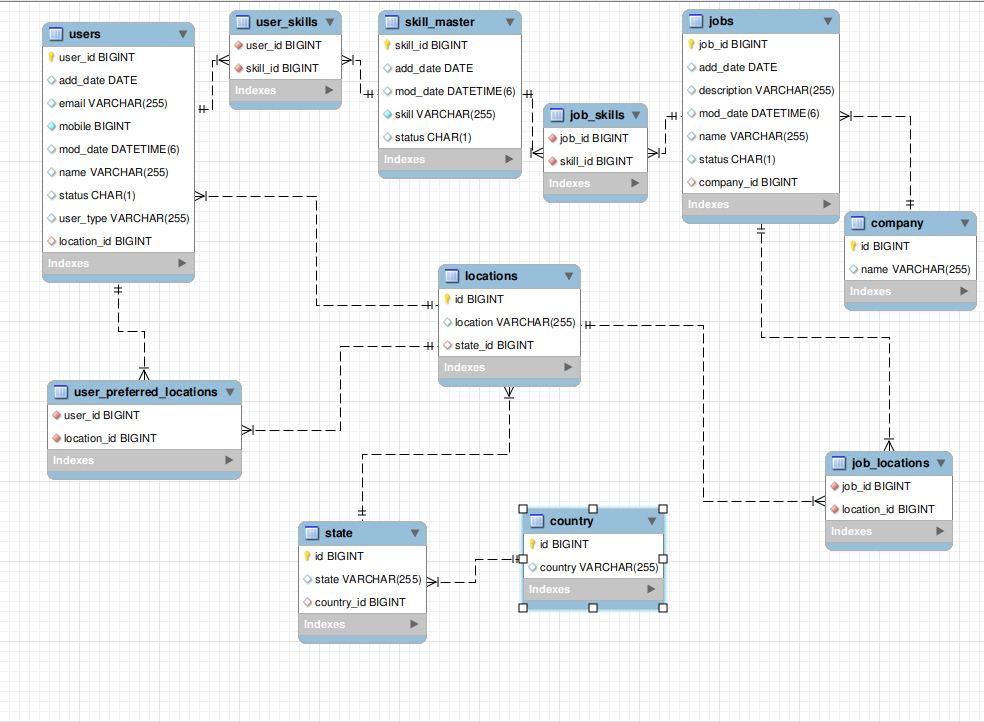 users
user_id BIGINT
add_date DATE
email VARCHAR(255)
mobile BIGINT
mod_date DATETIME(6)
name VARCHAR(255)
status CHAR(1)
user_type VARCHAR(255)
location_id BIGINT
Indexes
user_skills
user_id BIGINT
skill_id BIGINT
Indexes
skill_master
skill_id BIGINT
add_date DATE
mod_date DATETIME(6)
skill VARCHAR(255)
status CHAR(1)
Indexes
job_skills
job_id BIGINT
skill_id BIGINT
Indexes
jobs
job_id BIGINT
add_date DATE
description VARCHAR(255)
mod_date DATETIME(6)
name VARCHAR(255)
status CHAR(1)
company_id BIGINT
Indexes
company
id BIGINT
name VARCHAR(255)
Indexes
locations
id BIGINT
location VARCHAR(255)
state_id BIGINT
Indexes
user_preferred_locations
user_id BIGINT
location_id BIGINT
Indexes
job_locations
job_id BIGINT
location_id BIGINT
Indexes
state
id BIGINT
state VARCHAR(255)
country_id BIGINT
Indexes
country
id BIGINT
country VARCHAR(255)
Indexes